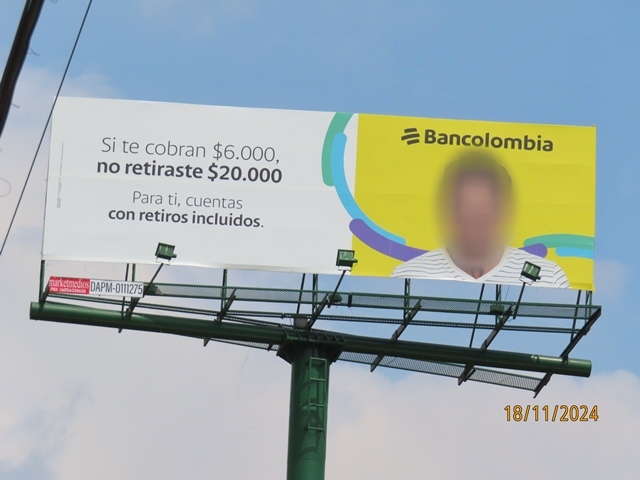 Si te cobran $6.000,
no retiraste $20.000
Para ti, cuentas
con retiros incluidos.
Bancolombia
marketmedios
DAPM-0111275
18/11/2024